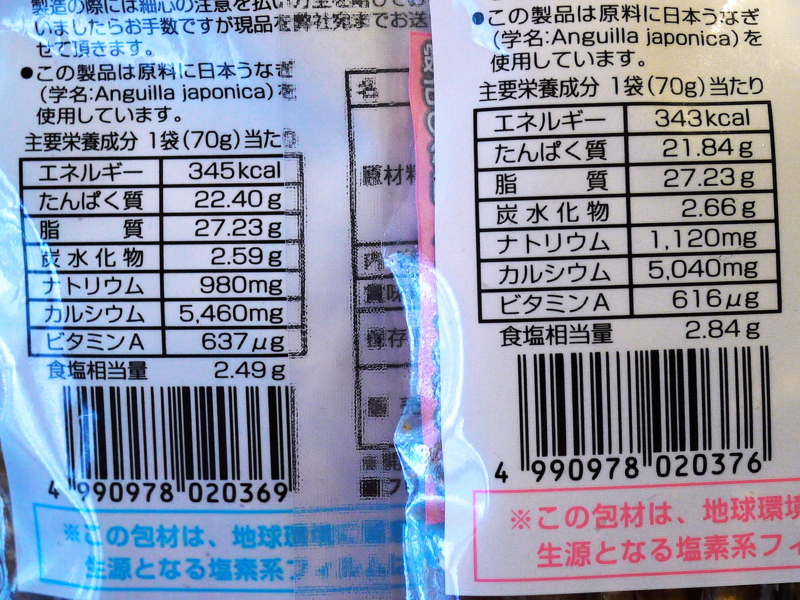 製造の際には細心の注意を払い
いましたらお手数ですが現品を弊社宛までお送
せて頂きます。
●この製品は原料に日本うなぎ
(学名:Anguilla japonica)を
使用しています。
主要栄養成分 1袋(70g)当た
エネルギー 345kcal
たんぱく質 22.40g
脂質 27.23g
炭水化物 2.59g
ナトリウム 980mg
カルシウム 5,460mg
ビタミンA 637μg
食塩相当量 2.49g
4 990978 020369
※この包材は、地球環境に
生源となる塩素系フィルムは
名
原材料
内
賞味
保存
●この製品は原料に日本うなぎ
(学名:Anguilla japonica)を
使用しています。
主要栄養成分 1袋(70g)当たり
エネルギー 343kcal
たんぱく質 21.84g
脂質 27.23g
炭水化物 2.66g
ナトリウム 1,120mg
カルシウム 5,040mg
ビタミンA 616μg
食塩相当量 2.84g
4 990978 020376
※この包材は、地球環境
生源となる塩素系フィ